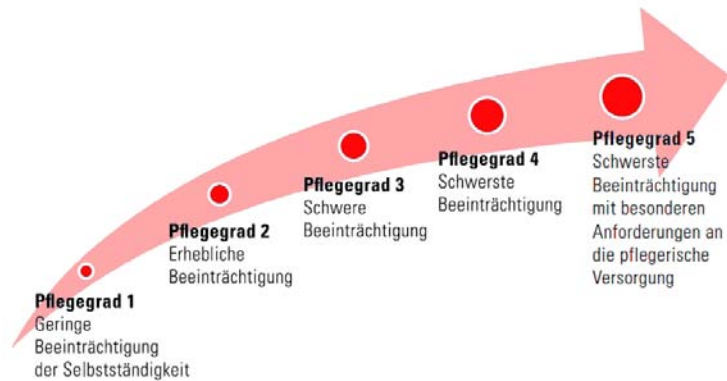 Pflegegrad 1
Geringe
Beeinträchtigung
der Selbstständigkeit
Pflegegrad 2
Erhebliche
Beeinträchtigung
Pflegegrad 3
Schwere
Beeinträchtigung
Pflegegrad 4
Schwerste
Beeinträchtigung
Pflegegrad 5
Schwerste
Beeinträchtigung
mit besonderen
Anforderungen an
die pflegerische
Versorgung